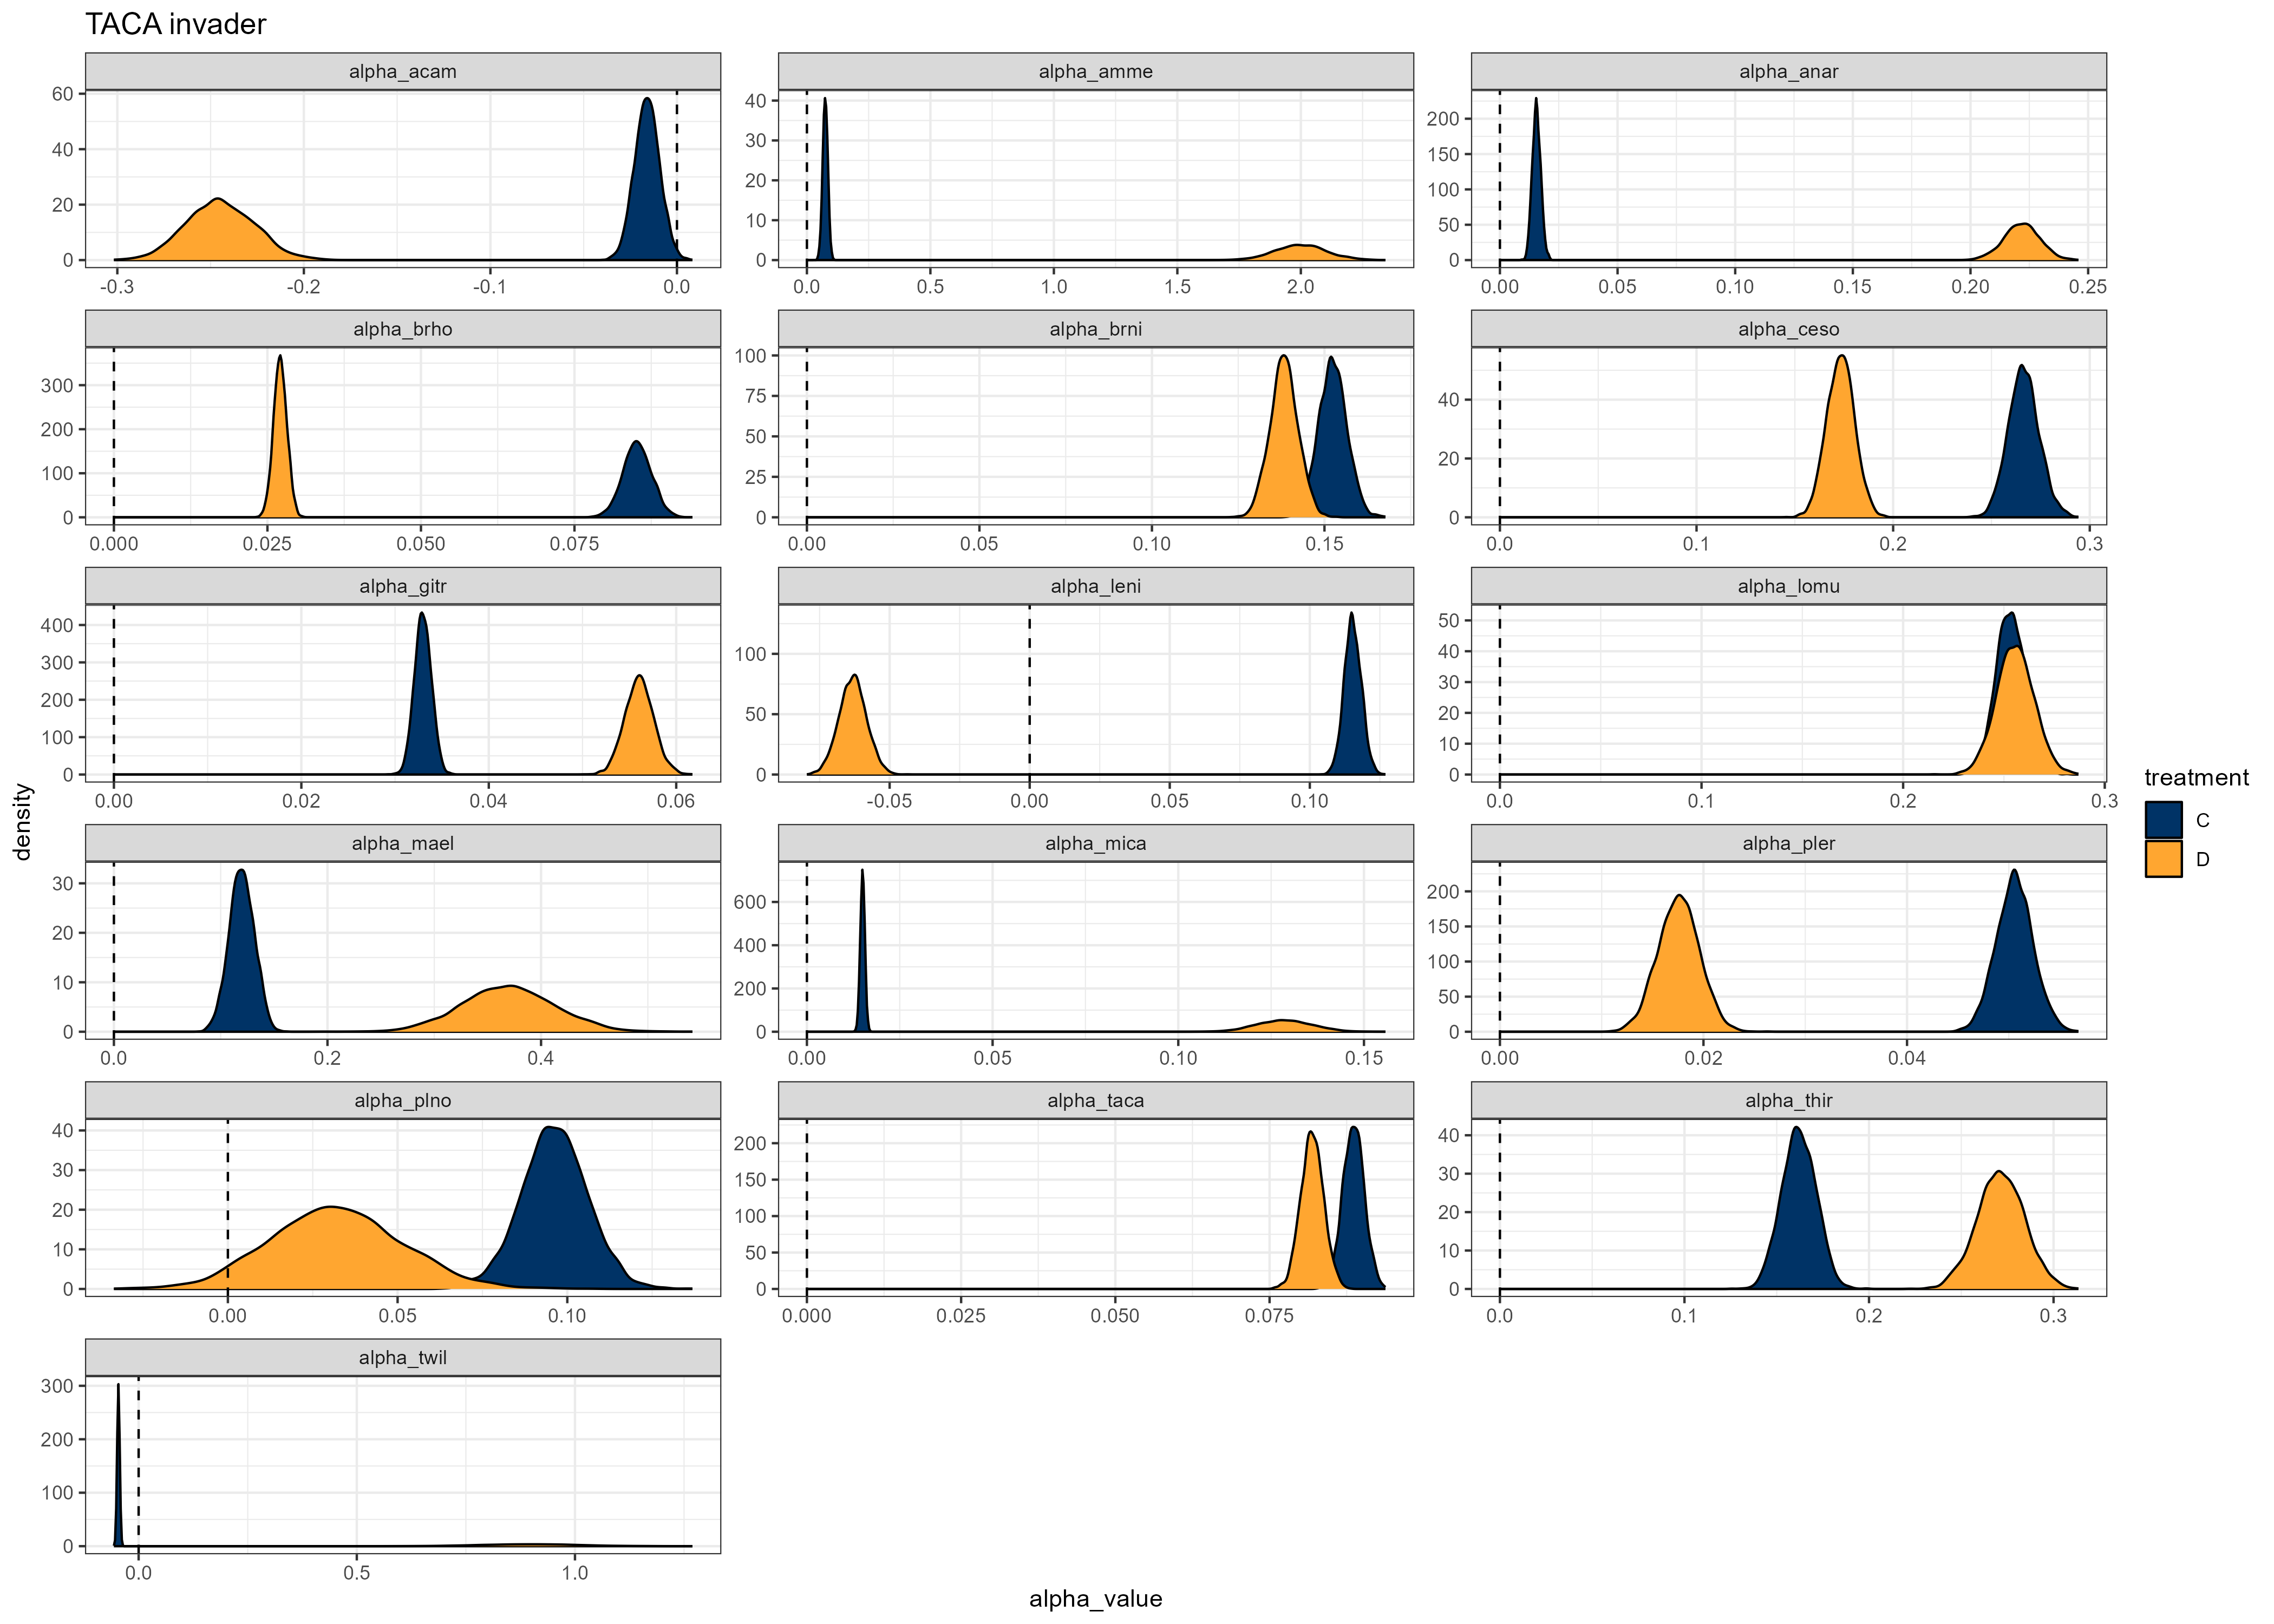 TACA invader
alpha_acam alpha_amme alpha_anar
60 40 200
40 30 150
20 20 100
0 10 50
0 0
-0.3 -0.2 -0.1 0.0 0.0 0.5 1.0 1.5 2.0 0.00 0.05 0.10 0.15 0.20 0.25
alpha_brho alpha_brni alpha_ceso
300 100 40
200 75 20
100 50 0
0 25
0
0.000 0.025 0.050 0.075 0.00 0.05 0.10 0.15 0.0 0.1 0.2 0.3
alpha_gitr alpha_leni alpha_lomu
400 100 50
300 50 40
200 0 30
100 20
0 10
0
0.00 0.02 0.04 0.06 -0.05 0.00 0.05 0.10 0.0 0.1 0.2 0.3
density
treatment
C
D
alpha_mael alpha_mica alpha_pler
30 600 200
20 400 150
10 200 100
0 0 50
0
0.0 0.2 0.4 0.00 0.05 0.10 0.15 0.00 0.02 0.04
alpha_plno alpha_taca alpha_thir
40 200 40
30 150 30
20 100 20
10 50 10
0 0 0
0.00 0.05 0.10 0.000 0.025 0.050 0.075 0.0 0.1 0.2 0.3
alpha_twil
300
200
100
0
0.0 0.5 1.0
alpha_value